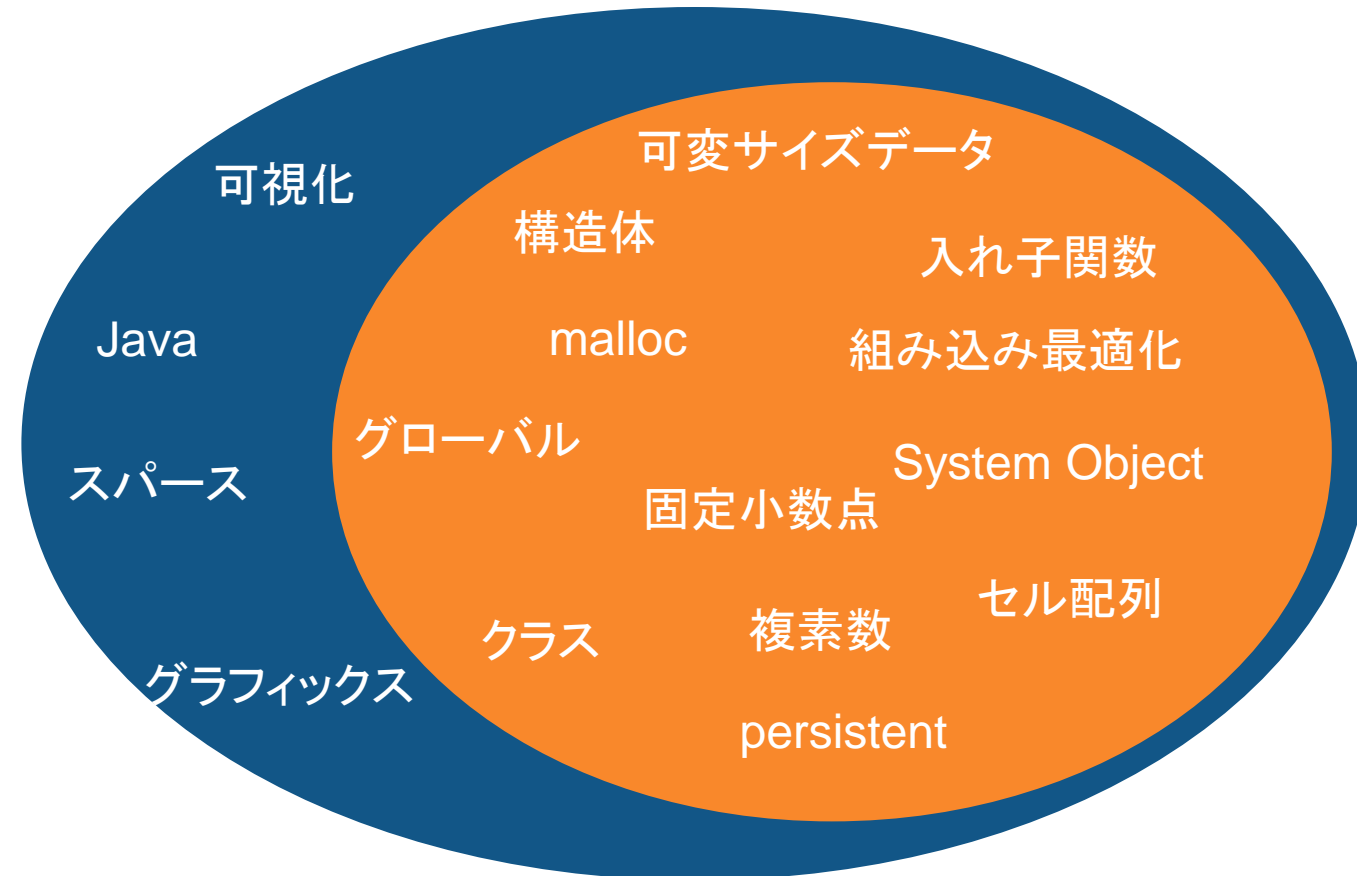 可変サイズデータ
可視化
構造体
入れ子関数
Java
malloc
組み込み最適化
グローバル
System Object
スパース
固定小数点
セル配列
クラス
複素数
グラフィックス
persistent